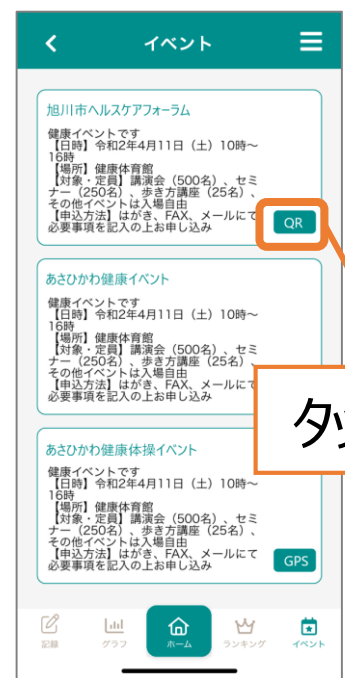 イベント
旭川市ヘルスケアフォーラム
健康イベントです
【日時】令和2年4月11日（土）10時～
16時
【場所】健康体育館
【対象・定員】講演会（500名）、セミ
ナー（250名）、歩き方講座（25名）、
その他イベントは入場自由
【申込方法】はがき、FAX、メールにて
必要事項を記入の上お申し込み
QR
あさひかわ健康イベント
健康イベントです
【日時】令和2年4月11日（土）10時～
16時
【場所】健康体育館
【対象・定員】講演会（500名）、セミ
ナー（250名）、歩き方講座（25名）、
その他イベントは入場自由
【申込方法】はがき、FAX、メールにて
必要事項を記入の上お申し込み
タッ
あさひかわ健康体操イベント
健康イベントです
【日時】令和2年4月11日（土）10時～
16時
【場所】健康体育館
【対象・定員】講演会（500名）、セミ
ナー（250名）、歩き方講座（25名）、
その他イベントは入場自由
【申込方法】はがき、FAX、メールにて
必要事項を記入の上お申し込み
GPS
記録 グラフ ホーム ランキング イベント